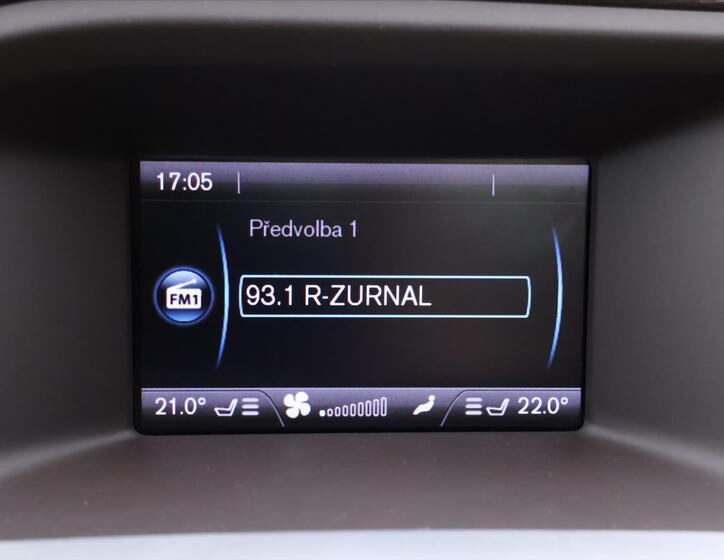 17:05
Předvolba 1
FM1
93.1 R-ZURNAL
21.0° 22.0°